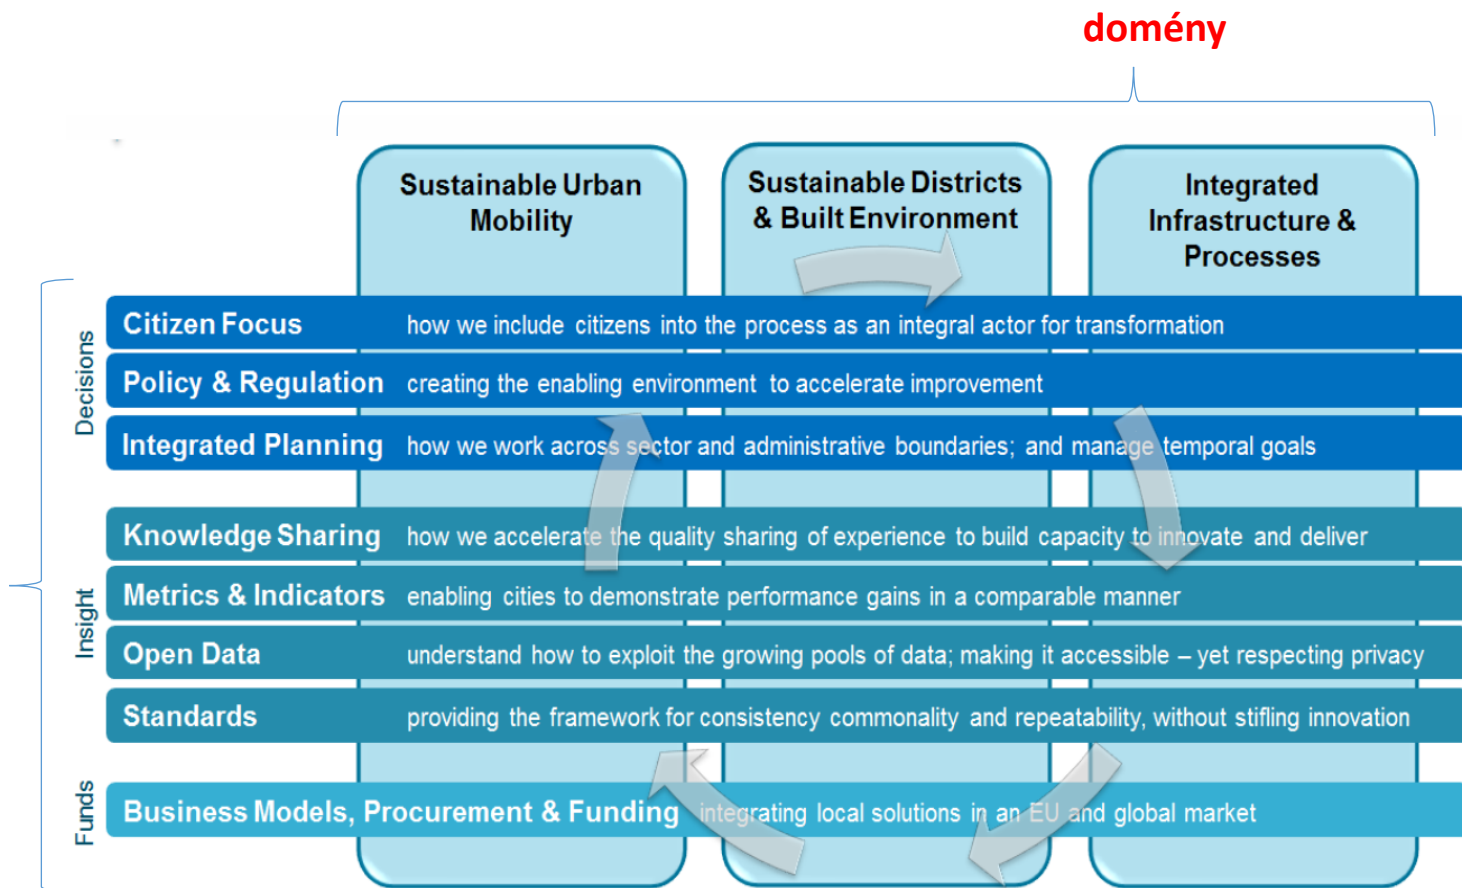 domény
Sustainable Urban
Mobility
Sustainable Districts
& Built Environment
Integrated
Infrastructure &
Processes
Decisions
Citizen Focus how we include citizens into the process as an integral actor for transformation
Policy & Regulation creating the enabling environment to accelerate improvement
Integrated Planning how we work across sector and administrative boundaries; and manage temporal goals
Insight
Knowledge Sharing how we accelerate the quality sharing of experience to build capacity to innovate and deliver
Metrics & Indicators enabling cities to demonstrate performance gains in a comparable manner
Open Data understand how to exploit the growing pools of data; making it accessible – yet respecting privacy
Standards providing the framework for consistency commonality and repeatability, without stifling innovation
Funds
Business Models, Procurement & Funding integrating local solutions in an EU and global market